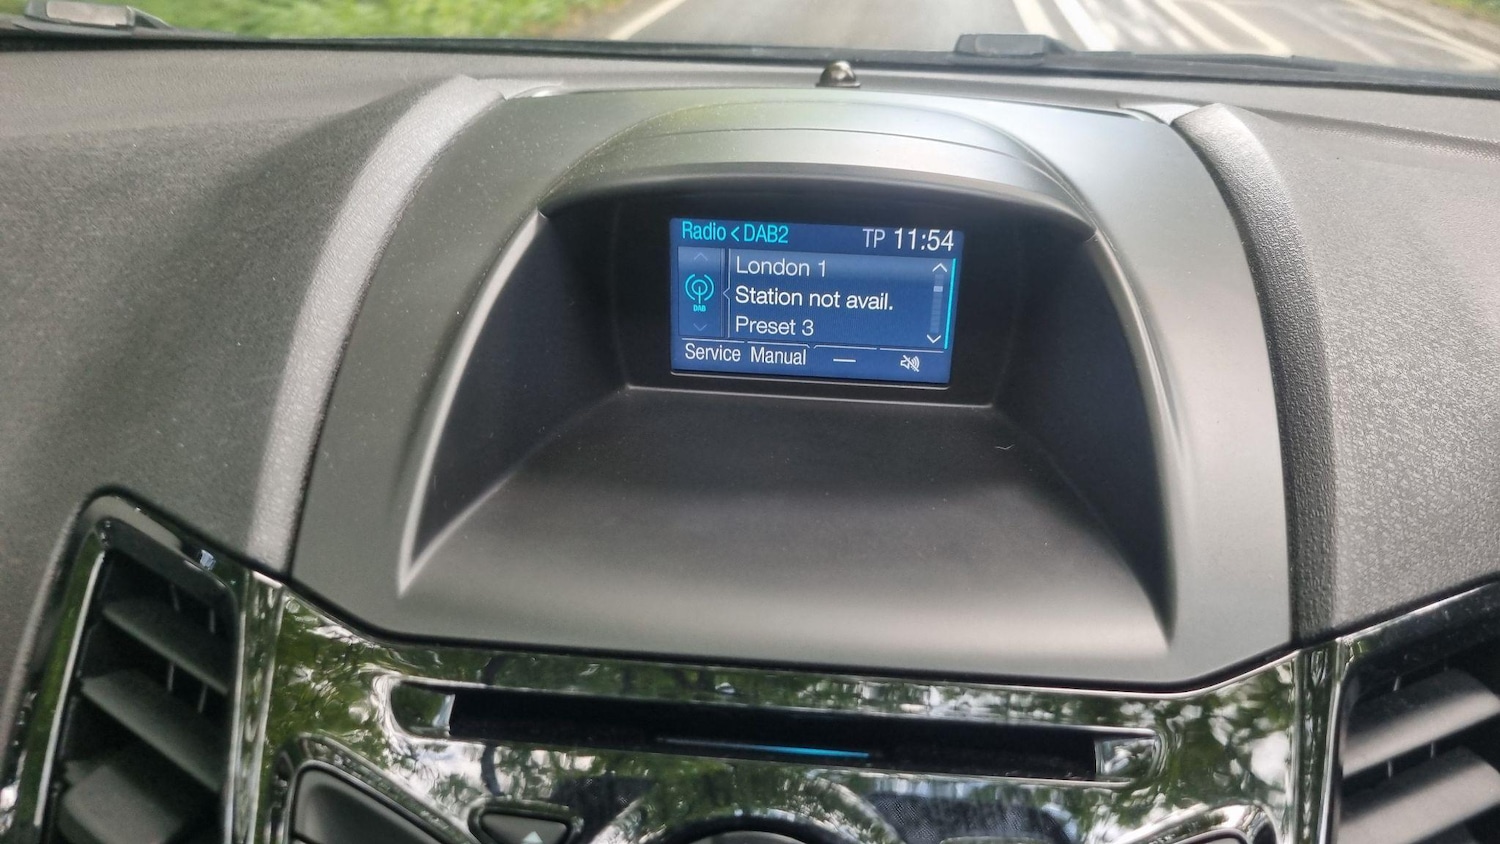 Radio < DAB2
TP 11:54
London 1
DAB
Station not avail.
Preset 3
Service Manual —